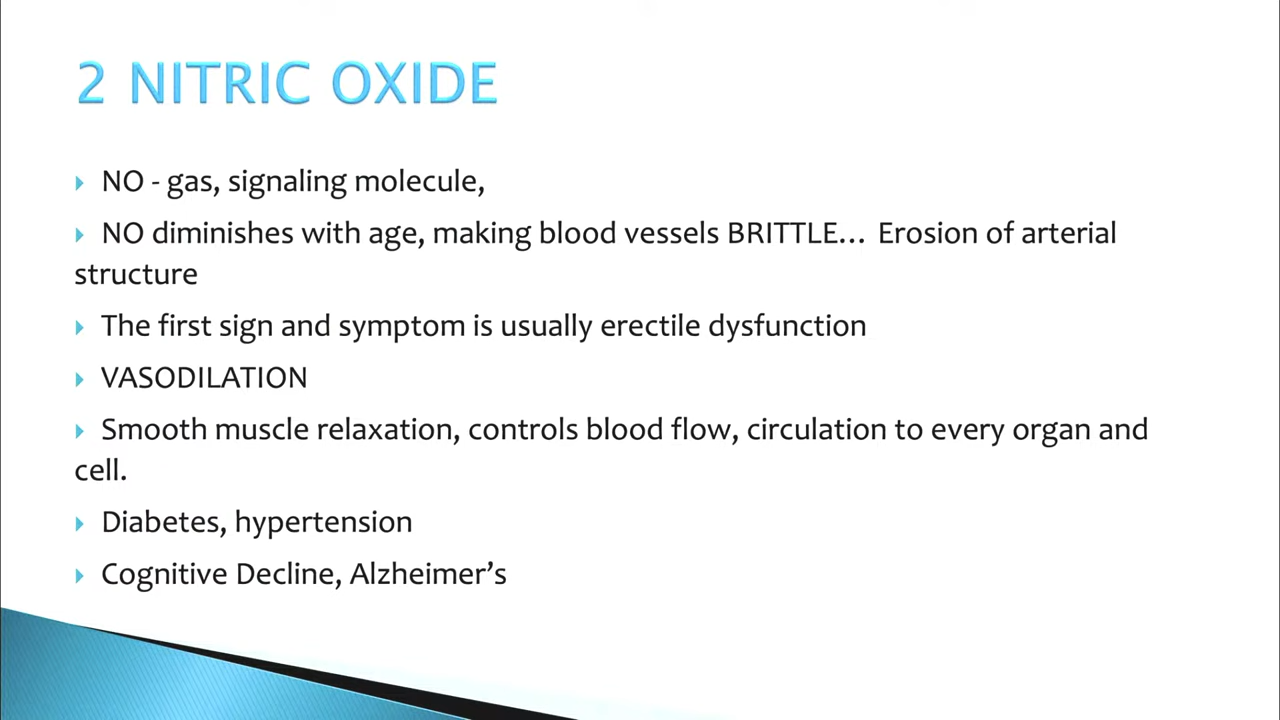 2 NITRIC OXIDE
NO - gas, signaling molecule,
NO diminishes with age, making blood vessels BRITTLE... Erosion of arterial
structure
The first sign and symptom is usually erectile dysfunction
VASODILATION
Smooth muscle relaxation, controls blood flow, circulation to every organ and
cell.
Diabetes, hypertension
Cognitive Decline, Alzheimer’s